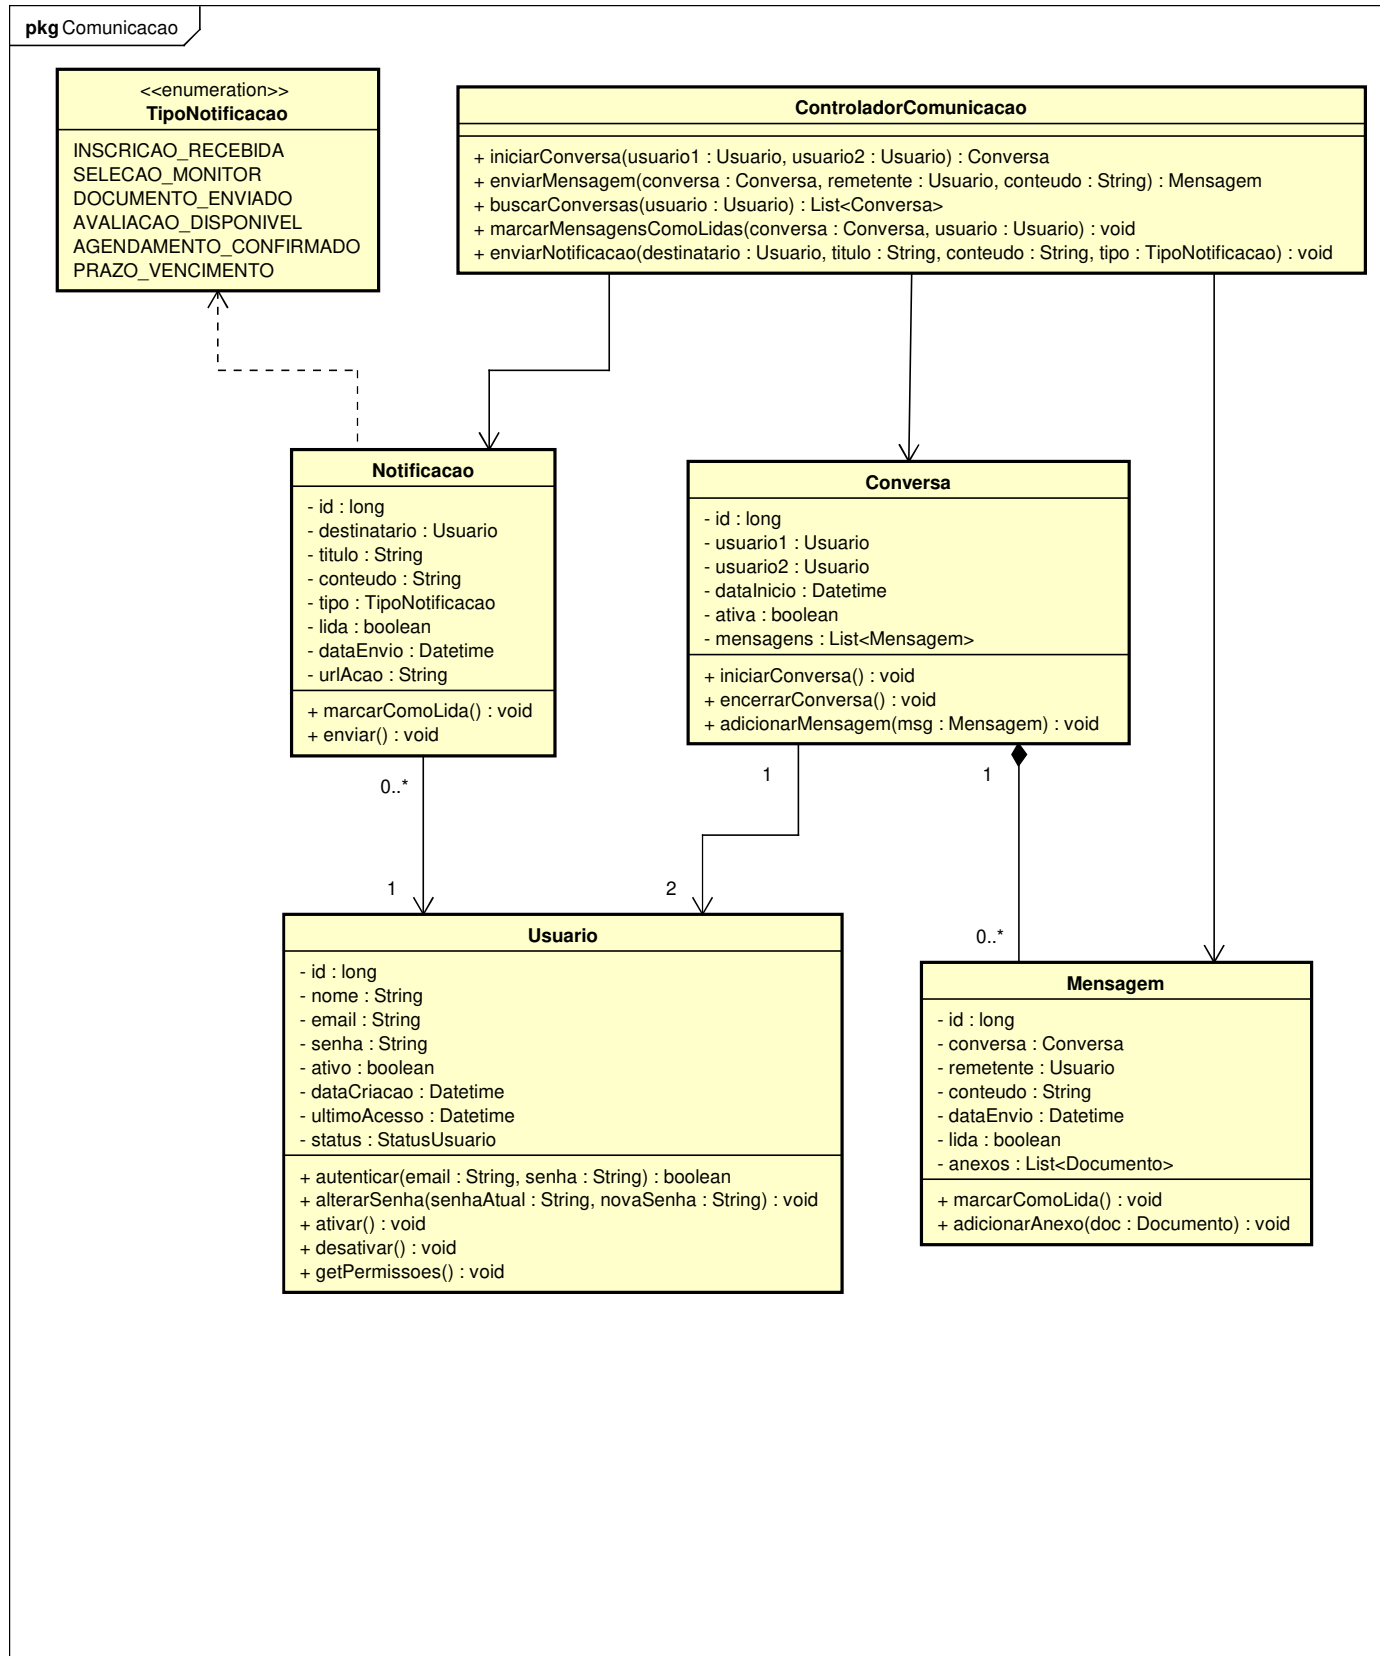 pkg Comunicacao
<<enumeration>>
TipoNotificacao
INSCRICAO_RECEBIDA
SELECAO_MONITOR
DOCUMENTO_ENVIADO
AVALIACAO_DISPONIVEL
AGENDAMENTO_CONFIRMADO
PRAZO_VENCIMENTO
ControladorComunicacao
+ iniciarConversa(usuario1 : Usuario, usuario2 : Usuario) : Conversa
+ enviarMensagem(conversa : Conversa, remetente : Usuario, conteudo : String) : Mensagem
+ buscarConversas(usuario : Usuario) : List<Conversa>
+ marcarMensagensComoLidas(conversa : Conversa, usuario : Usuario) : void
+ enviarNotificacao(destinatario : Usuario, titulo : String, conteudo : String, tipo : TipoNotificacao) : void
Notificacao
- id : long
- destinatario : Usuario
- titulo : String
- conteudo : String
- tipo : TipoNotificacao
- lida : boolean
- dataEnvio : Datetime
- urlAcao : String
+ marcarComoLida() : void
+ enviar() : void
Conversa
- id : long
- usuario1 : Usuario
- usuario2 : Usuario
- dataInicio : Datetime
- ativa : boolean
- mensagens : List<Mensagem>
+ iniciarConversa() : void
+ encerrarConversa() : void
+ adicionarMensagem(msg : Mensagem) : void
0..*
1
1
1
2
0..*
Usuario
- id : long
- nome : String
- email : String
- senha : String
- ativo : boolean
- dataCriacao : Datetime
- ultimoAcesso : Datetime
- status : StatusUsuario
+ autenticar(email : String, senha : String) : boolean
+ alterarSenha(senhaAtual : String, novaSenha : String) : void
+ ativar() : void
+ desativar() : void
+ getPermissoes() : void
Mensagem
- id : long
- conversa : Conversa
- remetente : Usuario
- conteudo : String
- dataEnvio : Datetime
- lida : boolean
- anexos : List<Documento>
+ marcarComoLida() : void
+ adicionarAnexo(doc : Documento) : void